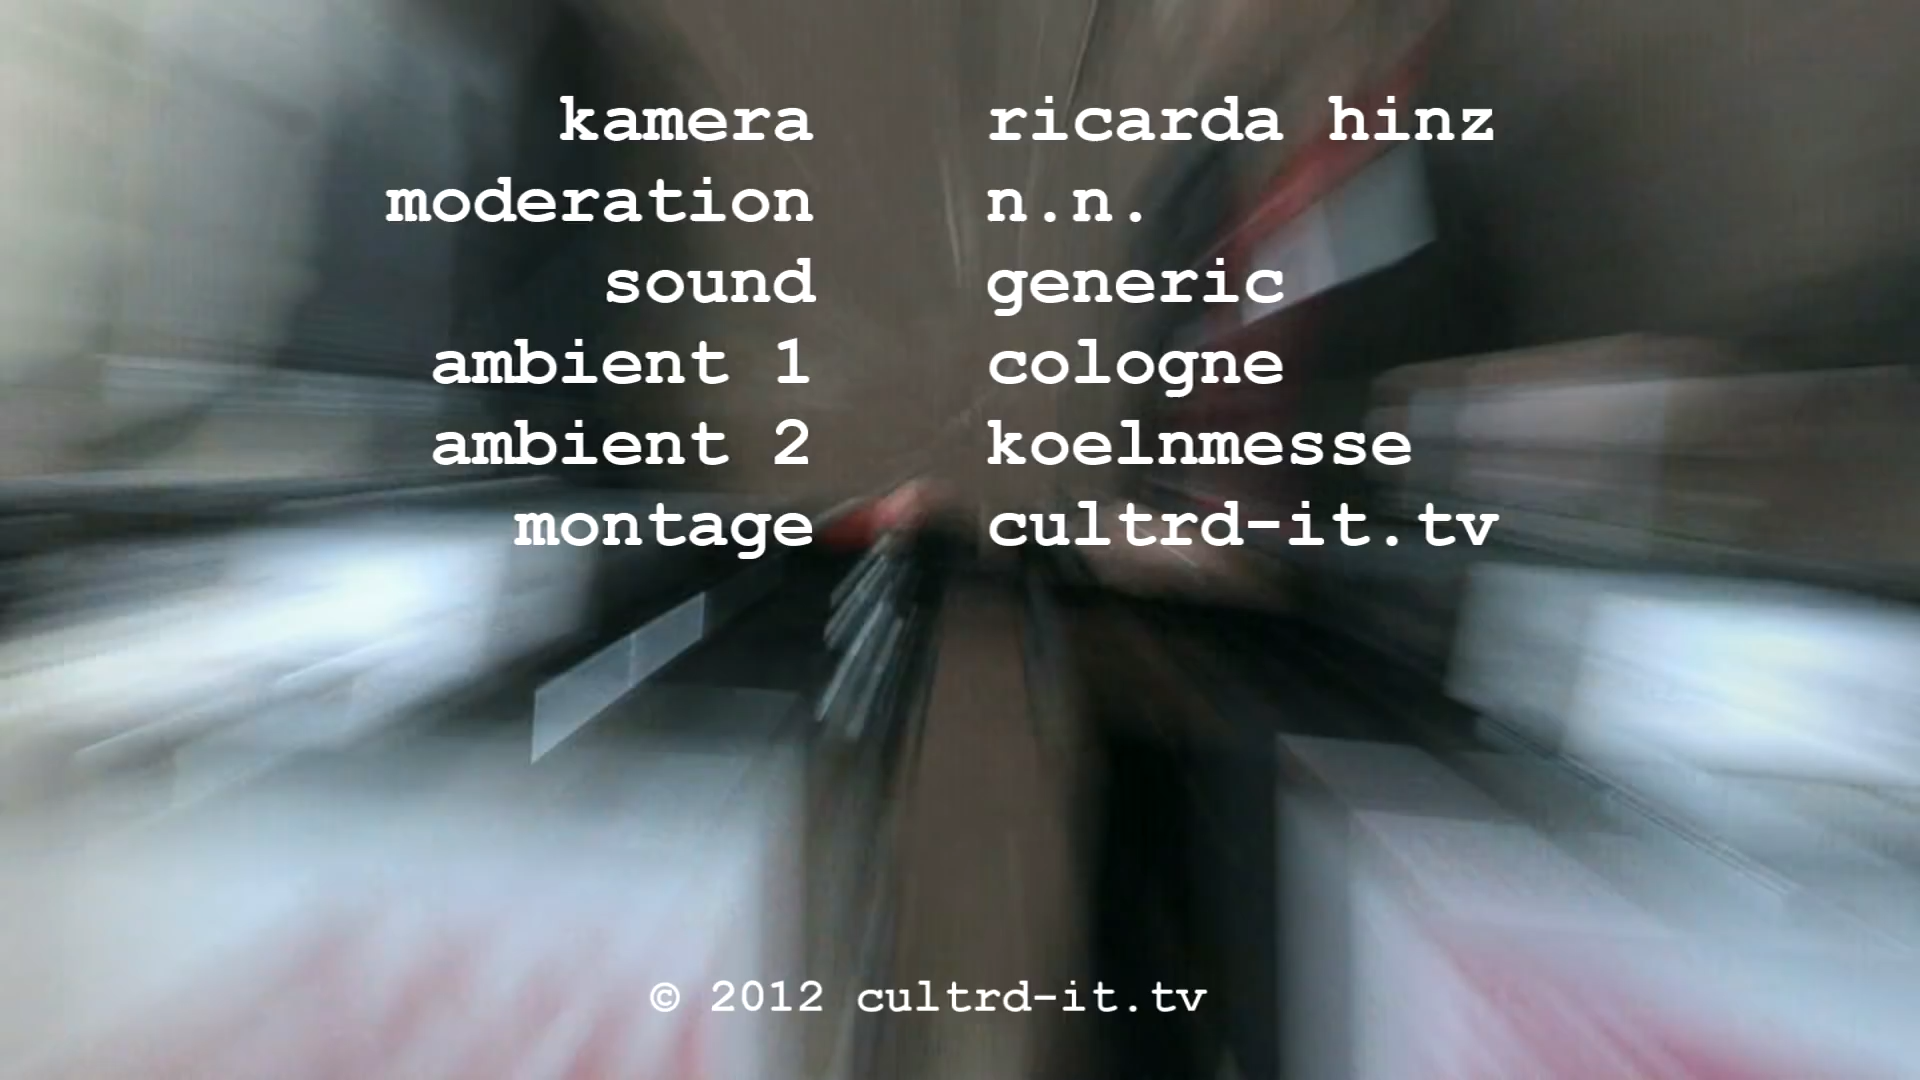 kamera ricarda hinz
moderation n.n.
sound generic
ambient 1 cologne
ambient 2 koelnmesse
montage cultrd-it.tv
© 2012 cultrd-it.tv